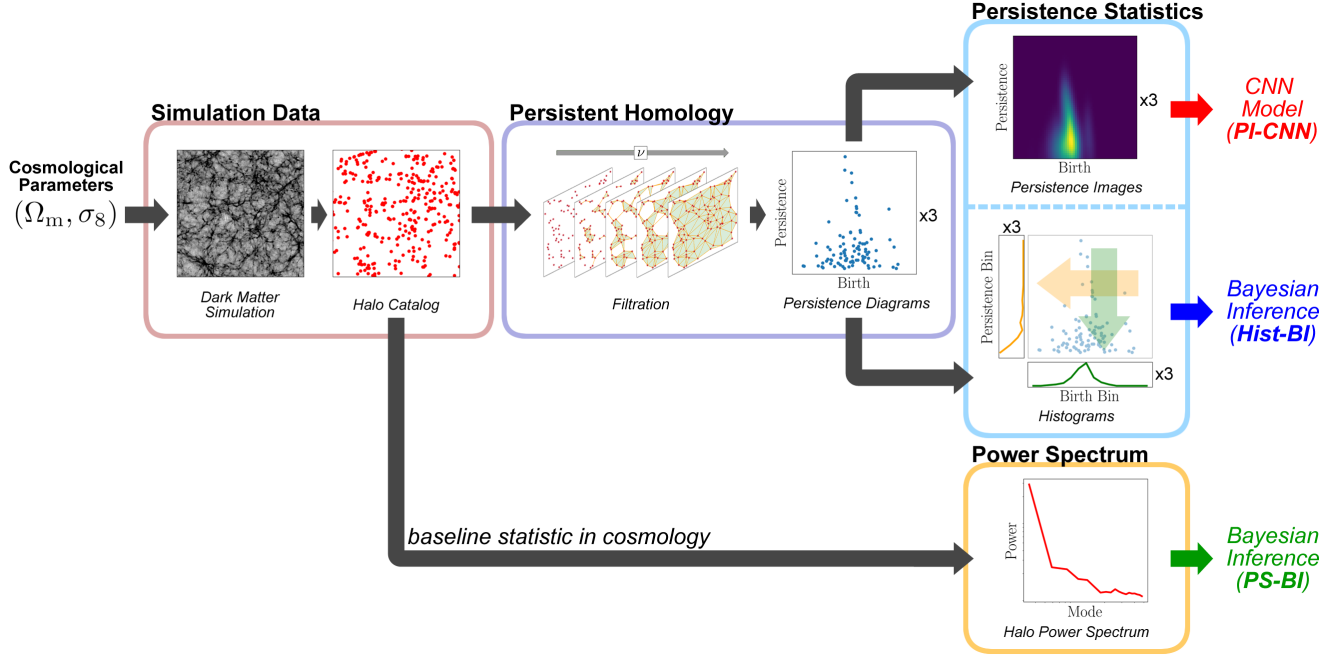 Cosmological
Parameters
(Ωm, σ8)
Simulation Data
Dark Matter
Simulation
Halo Catalog
Persistent Homology
ν
Filtration
Persistence
Birth
x3
Persistence Diagrams
Persistence Statistics
Persistence
x3
Birth
Persistence Images
x3
Persistence Bin
x3
Birth Bin
Histograms
baseline statistic in cosmology
Power Spectrum
Power
Mode
Halo Power Spectrum
CNN
Model
(PI-CNN)
Bayesian
Inference
(Hist-BI)
Bayesian
Inference
(PS-BI)